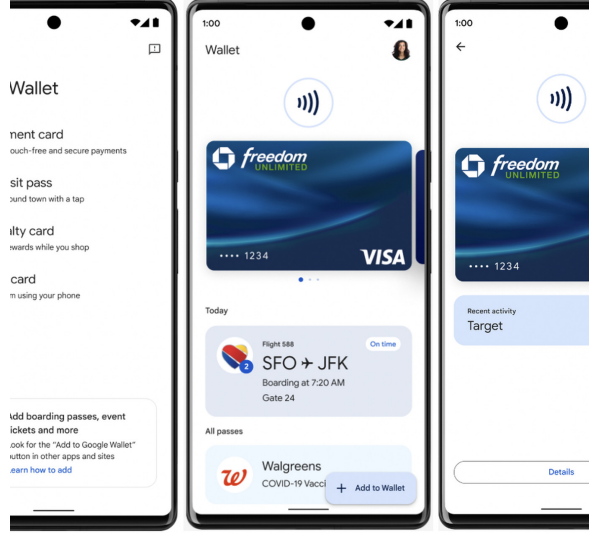 Wallet
ment card
ouch-free and secure payments
sit pass
ound town with a tap
alty card
ewards while you shop
card
n using your phone
Add boarding passes, event
tickets and more
Look for the "Add to Google Wallet"
button in other apps and sites
Learn how to add
1:00
Wallet
freedom
UNLIMITED
•••• 1234
VISA
Today
Flight 588
On time
SFO ✈ JFK
2
Boarding at 7:20 AM
Gate 24
All passes
Walgreens
W
COVID-19 Vacci
+ Add to Wallet
1:00
freedom
UNLIMITED
•••• 1234
Recent activity
Target
Details